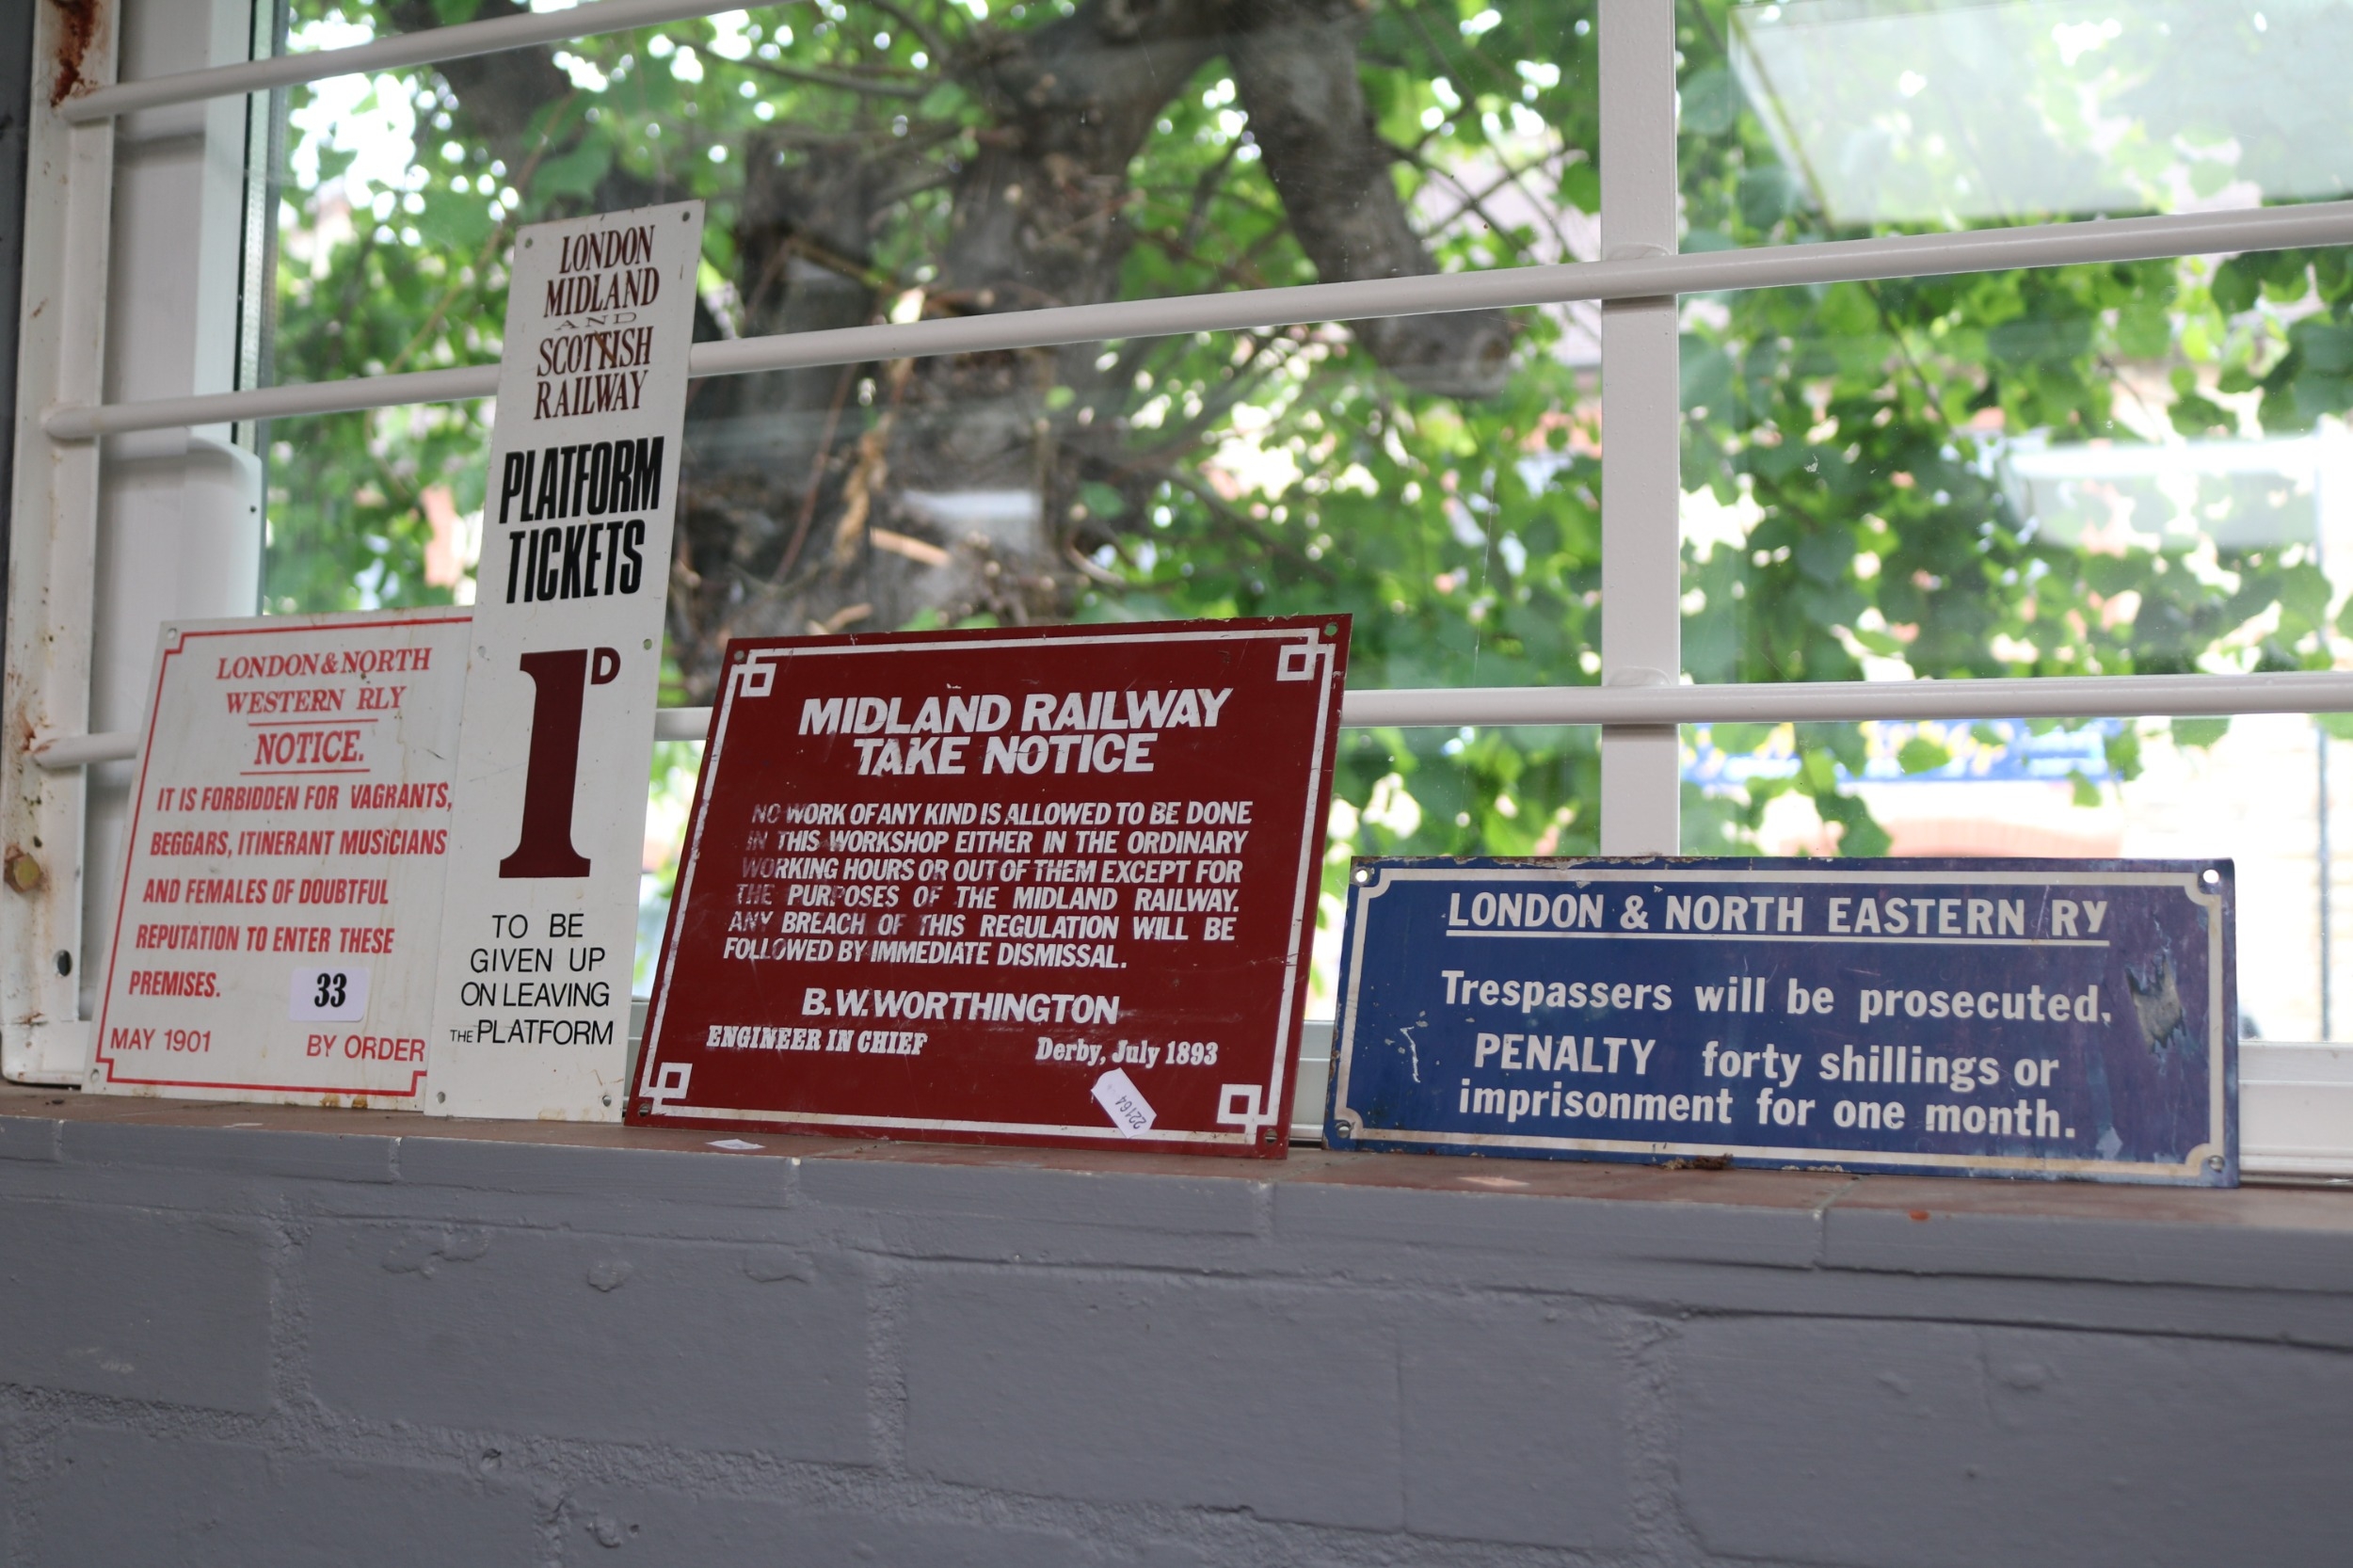 LONDON & NORTH
WESTERN RLY
NOTICE.
IT IS FORBIDDEN FOR VAGRANTS,
BEGGARS, ITINERANT MUSICIANS
AND FEMALES OF DOUBTFUL
REPUTATION TO ENTER THESE
PREMISES.
33
MAY 1901 BY ORDER
LONDON
MIDLAND
AND
SCOTTISH
RAILWAY
PLATFORM
TICKETS
1D
TO BE
GIVEN UP
ON LEAVING
THE PLATFORM
MIDLAND RAILWAY
TAKE NOTICE
NO WORK OF ANY KIND IS ALLOWED TO BE DONE
IN THIS WORKSHOP EITHER IN THE ORDINARY
WORKING HOURS OR OUT OF THEM EXCEPT FOR
THE PURPOSES OF THE MIDLAND RAILWAY.
ANY BREACH OF THIS REGULATION WILL BE
FOLLOWED BY IMMEDIATE DISMISSAL.
B.W.WORTHINGTON
ENGINEER IN CHIEF Derby, July 1893
22164
LONDON & NORTH EASTERN RY
Trespassers will be prosecuted.
PENALTY forty shillings or
imprisonment for one month.